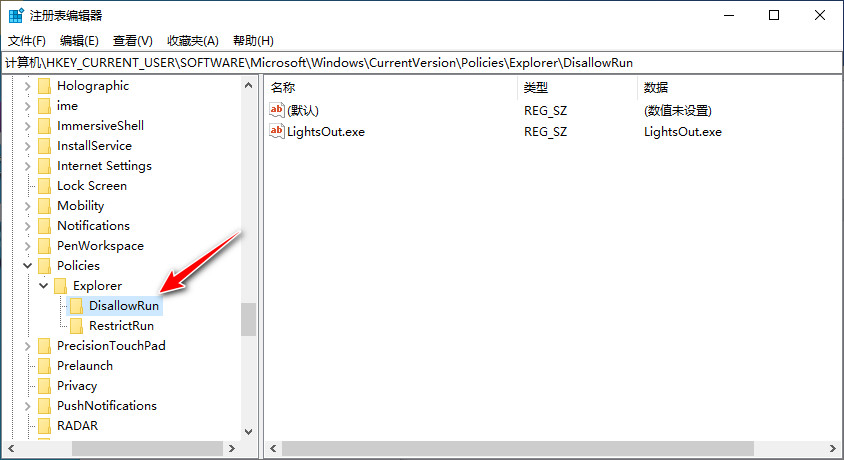 注册表编辑器
文件(F) 编辑(E) 查看(V) 收藏夹(A) 帮助(H)
计算机\HKEY_CURRENT_USER\SOFTWARE\Microsoft\Windows\CurrentVersion\Policies\Explorer\DisallowRun
Holographic
ime
ImmersiveShell
InstallService
Internet Settings
Lock Screen
Mobility
Notifications
PenWorkspace
Policies
Explorer
DisallowRun
RestrictRun
PrecisionTouchPad
Prelaunch
Privacy
PushNotifications
RADAR
名称 类型 数据
ab (默认) REG_SZ (数值未设置)
ab LightsOut.exe REG_SZ LightsOut.exe